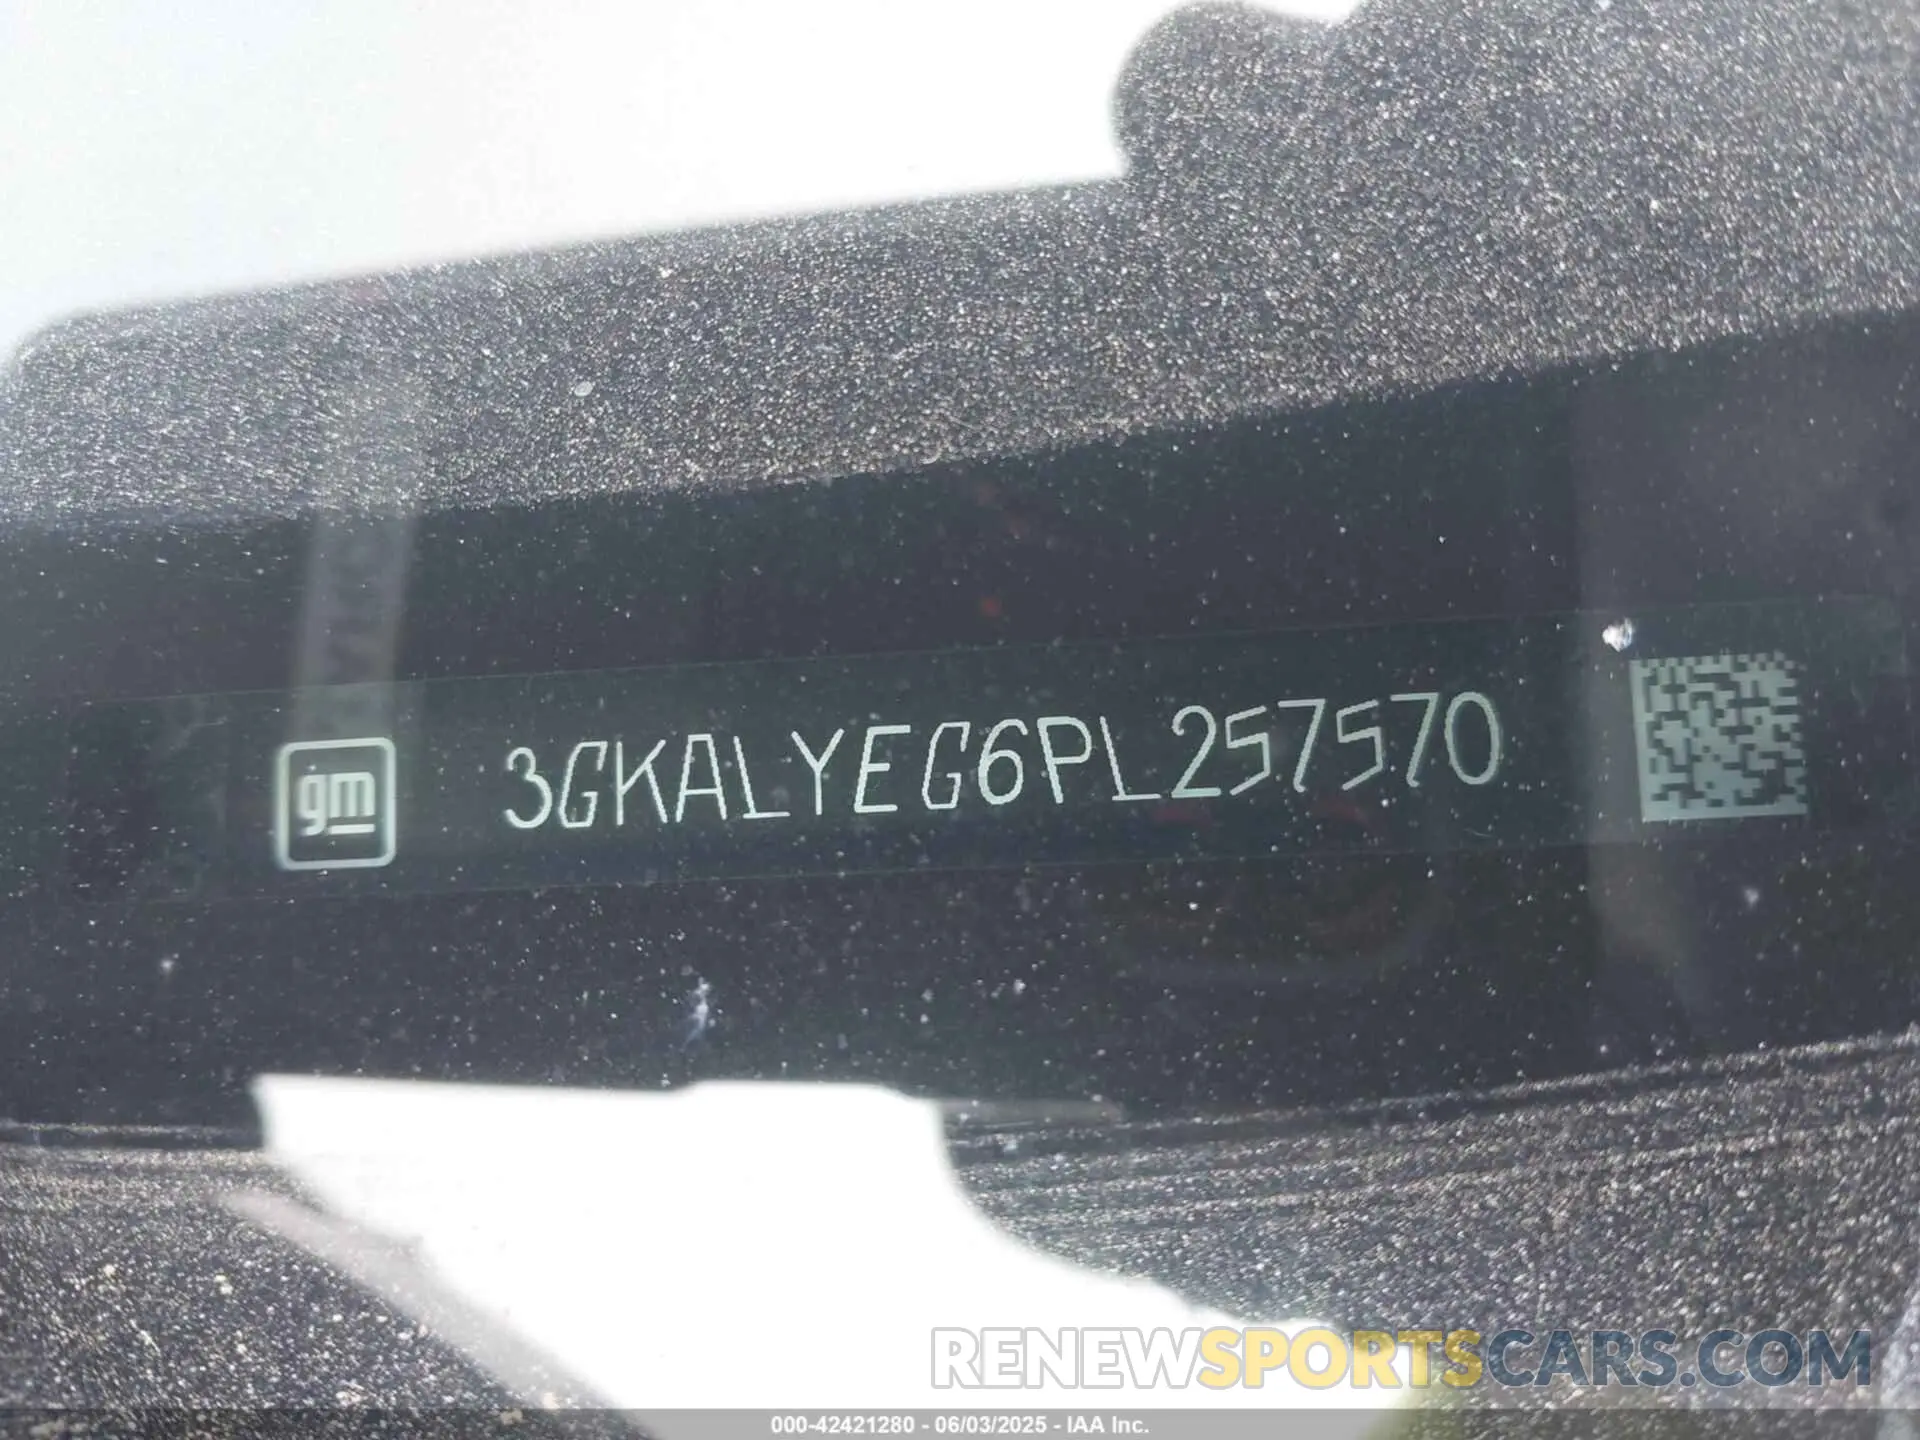 gm 3GKALYEG6PL257570
RENEWSPORTSCARS.COM
000-42421280 - 06/03/2025 - IAA Inc.